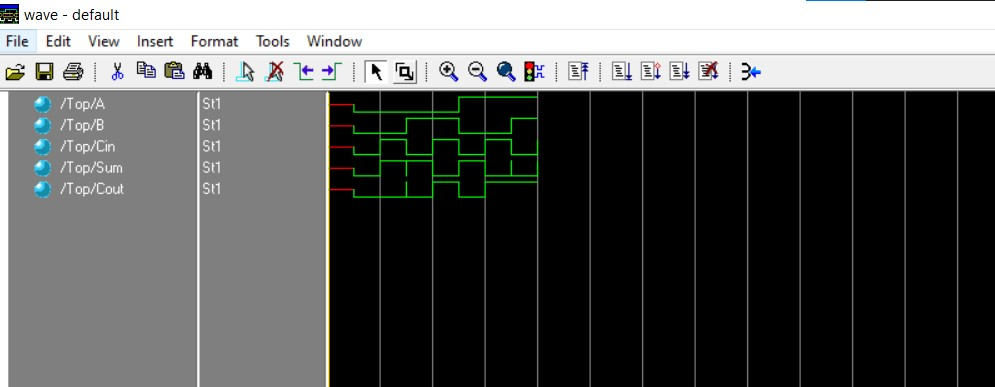 wave - default
File Edit View Insert Format Tools Window
/Top/A St1
/Top/B St1
/Top/Cin St1
/Top/Sum St1
/Top/Cout St1